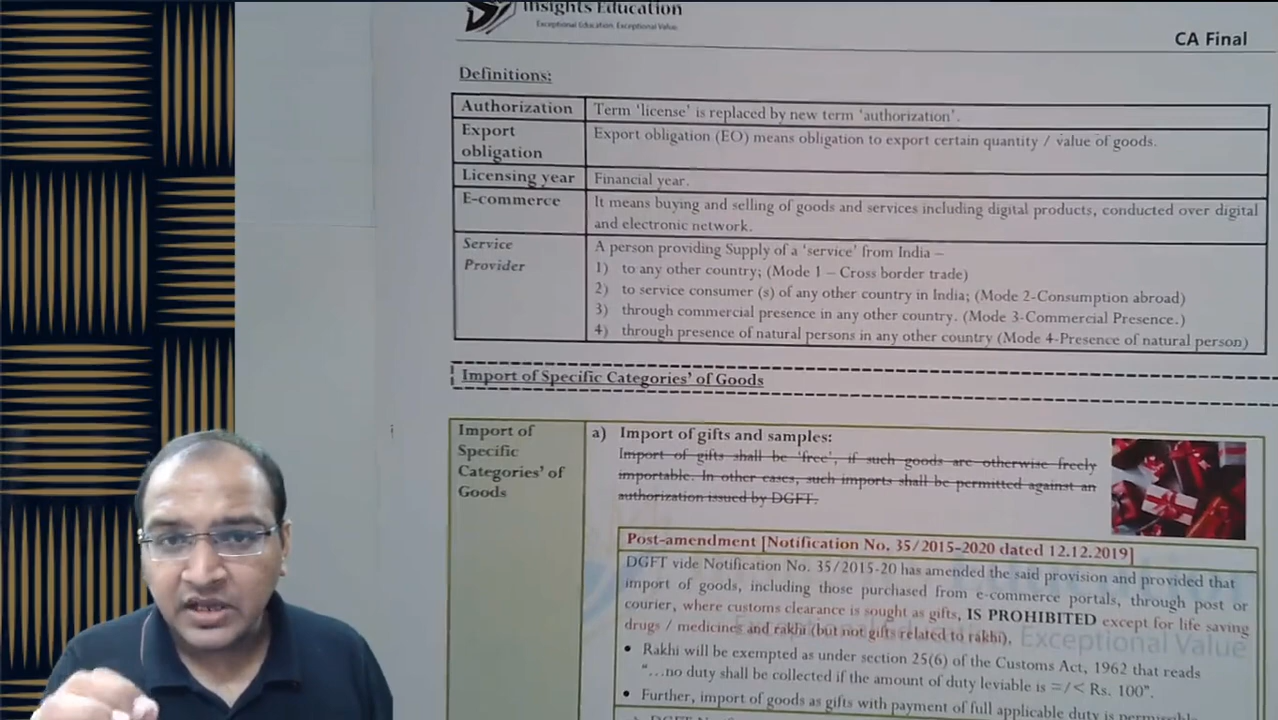 Insights Education
Exceptional Education. Exceptional Value.
CA Final
Definitions:
Authorization
Term 'license' is replaced by new term 'authorization'.
Export
obligation
Export obligation (EO) means obligation to export certain quantity / value of goods.
Licensing year
Financial year.
E-commerce
It means buying and selling of goods and services including digital products, conducted over digital
and electronic network.
Service
Provider
A person providing Supply of a 'service' from India –
1) to any other country; (Mode 1 – Cross border trade)
2) to service consumer (s) of any other country in India; (Mode 2-Consumption abroad)
3) through commercial presence in any other country. (Mode 3-Commercial Presence.)
4) through presence of natural persons in any other country (Mode 4-Presence of natural person)
Import of Specific Categories' of Goods
Import of
Specific
Categories' of
Goods
a) Import of gifts and samples:
Import of gifts shall be 'free', if such goods are otherwise freely
importable. In other cases, such imports shall be permitted against an
authorization issued by DGFT.
Post-amendment [Notification No. 35/2015-2020 dated 12.12.2019]
DGFT vide Notification No. 35/2015-20 has amended the said provision and provided that
import of goods, including those purchased from e-commerce portals, through post or
courier, where customs clearance is sought as gifts, IS PROHIBITED except for life saving
drugs / medicines and rakhi (but not gifts related to rakhi).
• Rakhi will be exempted as under section 25(6) of the Customs Act, 1962 that reads
"…no duty shall be collected if the amount of duty leviable is =/< Rs. 100".
• Further, import of goods as gifts with payment of full applicable duty is